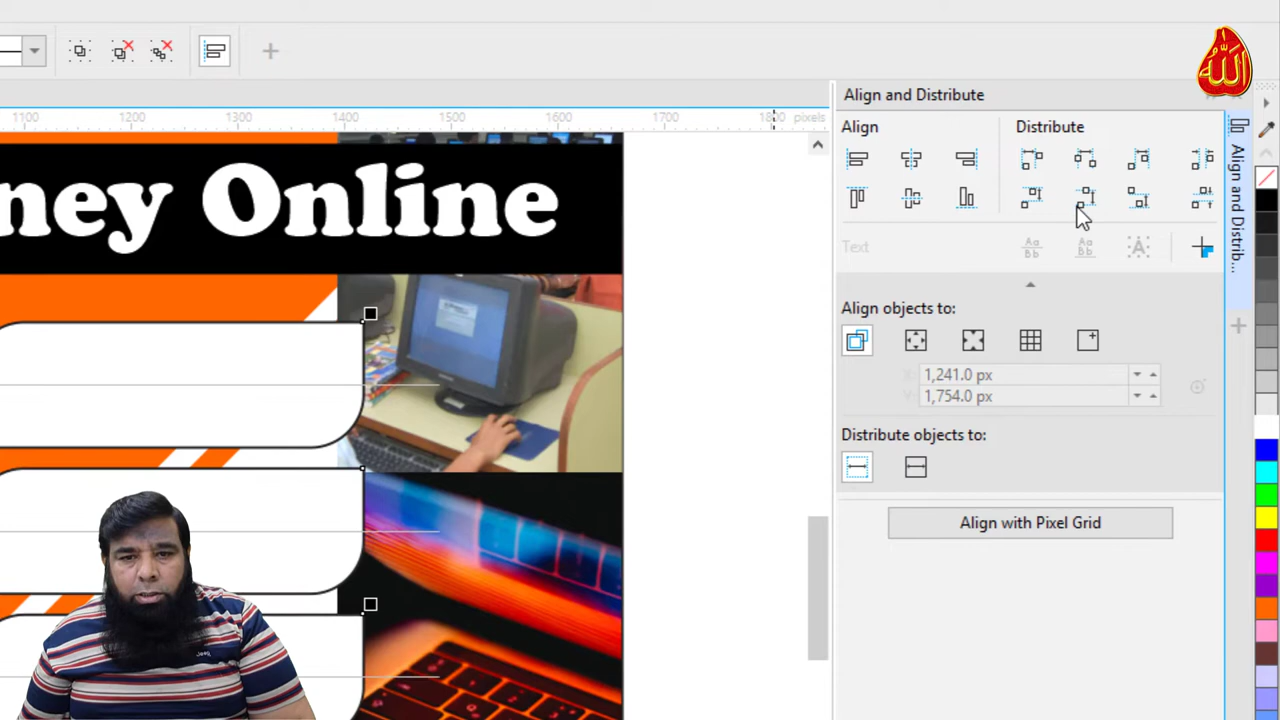 الله
Align and Distribute
1100 1200 1300 1400 1500 1600 1700 1800 pixels
Align
Distribute
ney Online
Text
Align objects to:
1,241.0 px
1,754.0 px
Distribute objects to:
Align with Pixel Grid
Align and Distrib...